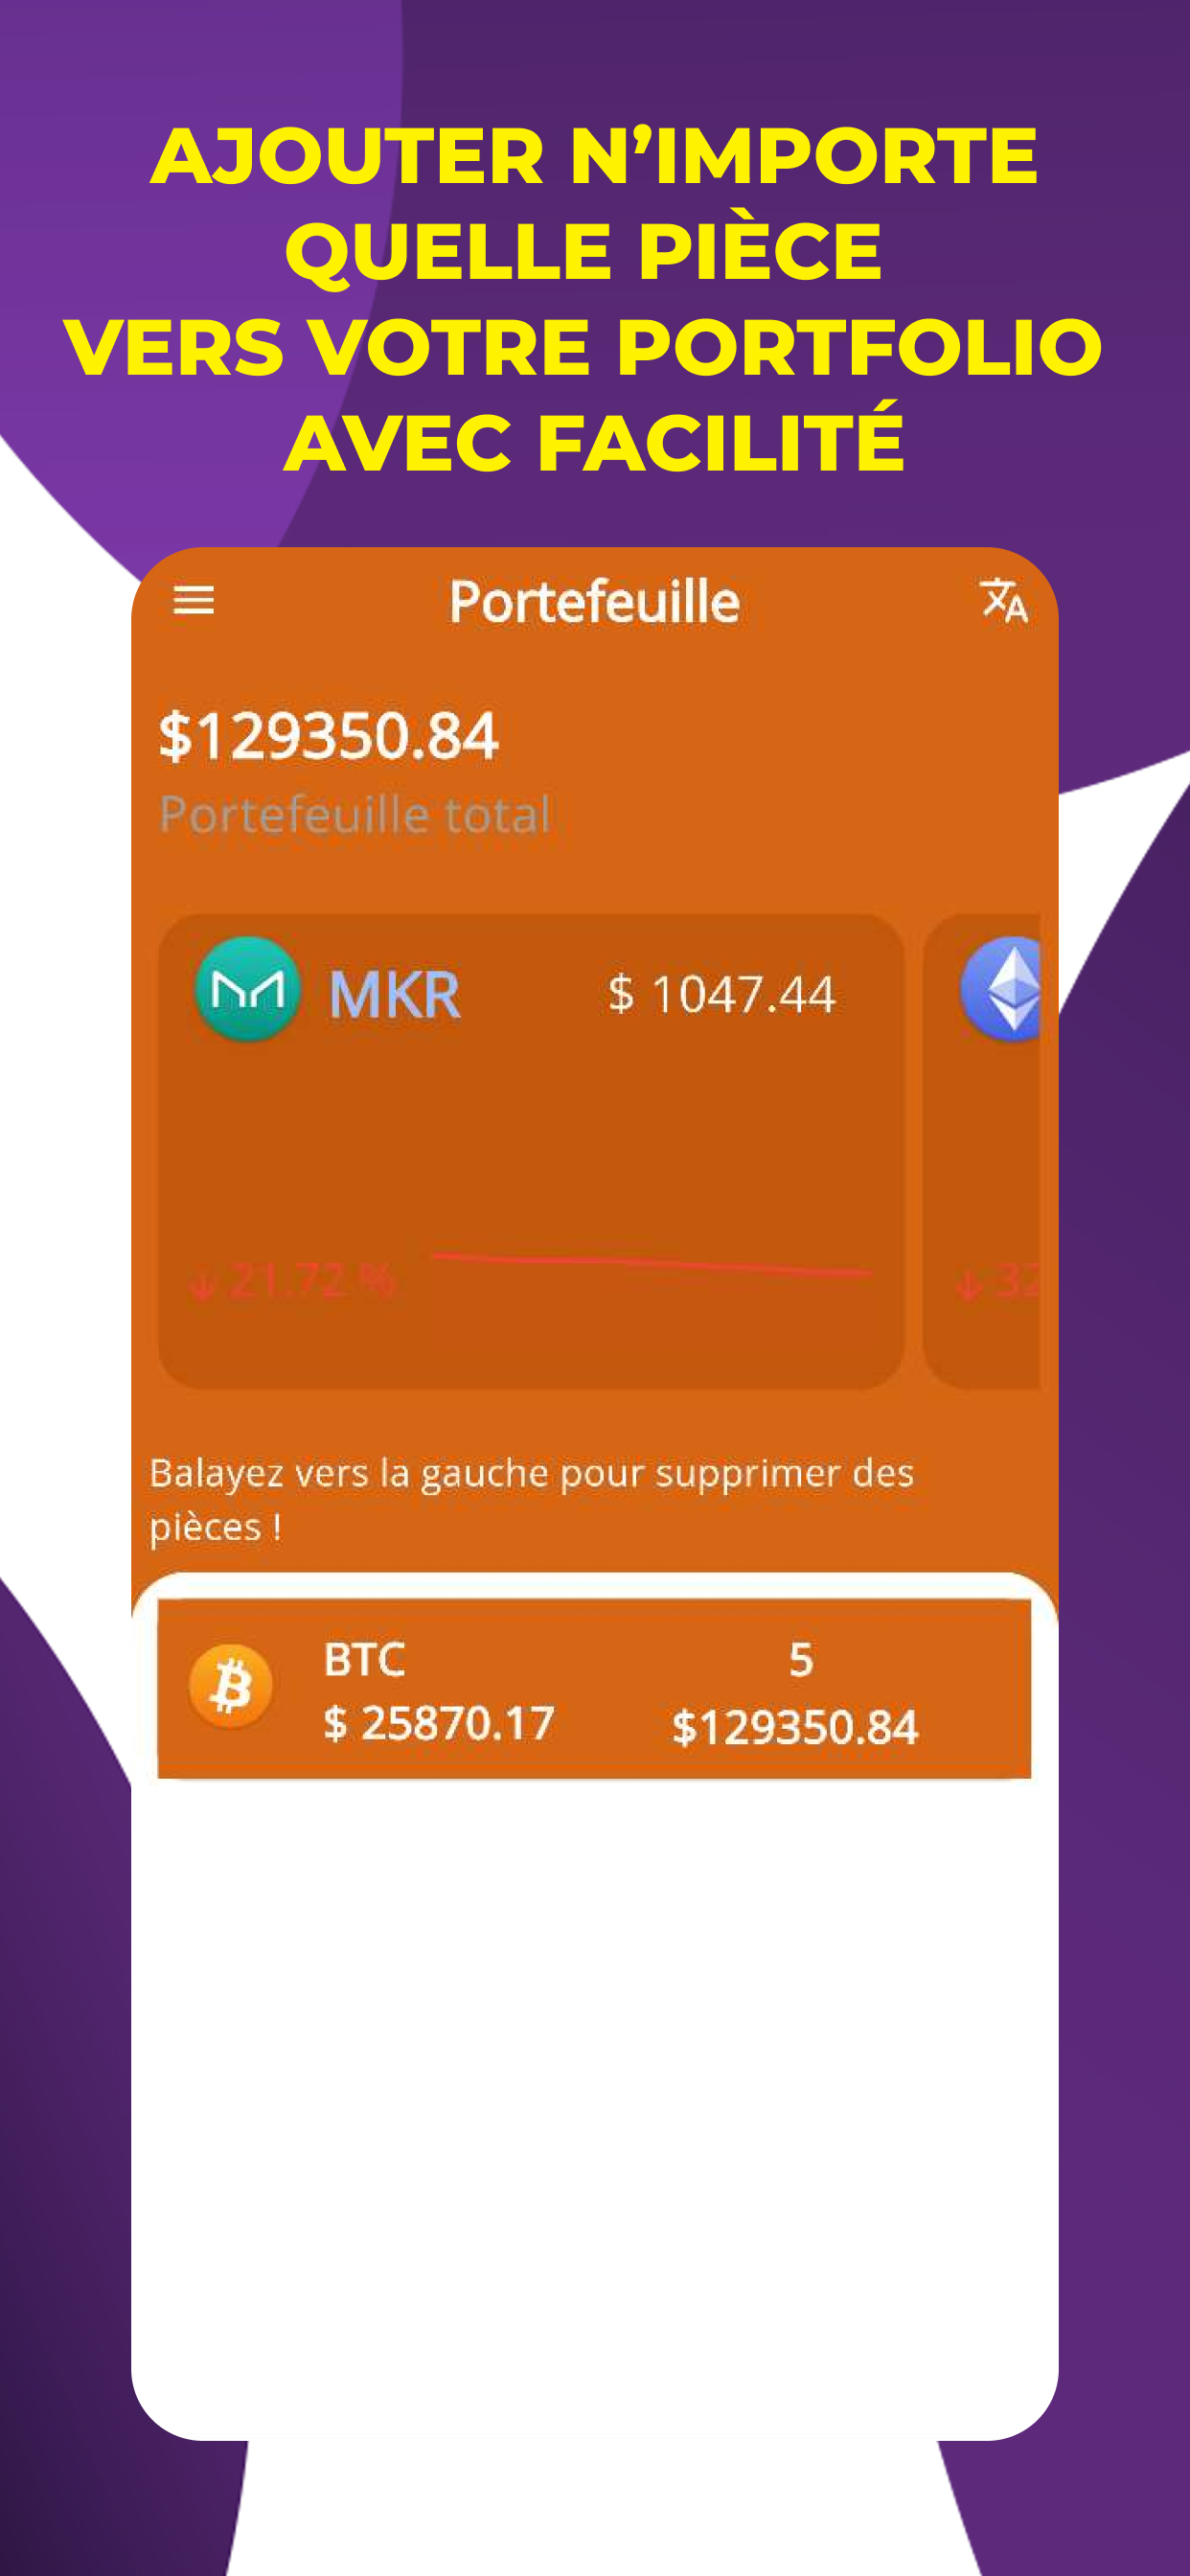 AJOUTER N’IMPORTE
QUELLE PIÈCE
VERS VOTRE PORTFOLIO
AVEC FACILITÉ
Portefeuille
$129350.84
Portefeuille total
MKR $ 1047.44
↓ 21.72 % ↓ 32
Balayez vers la gauche pour supprimer des
pièces !
BTC 5
$ 25870.17 $129350.84